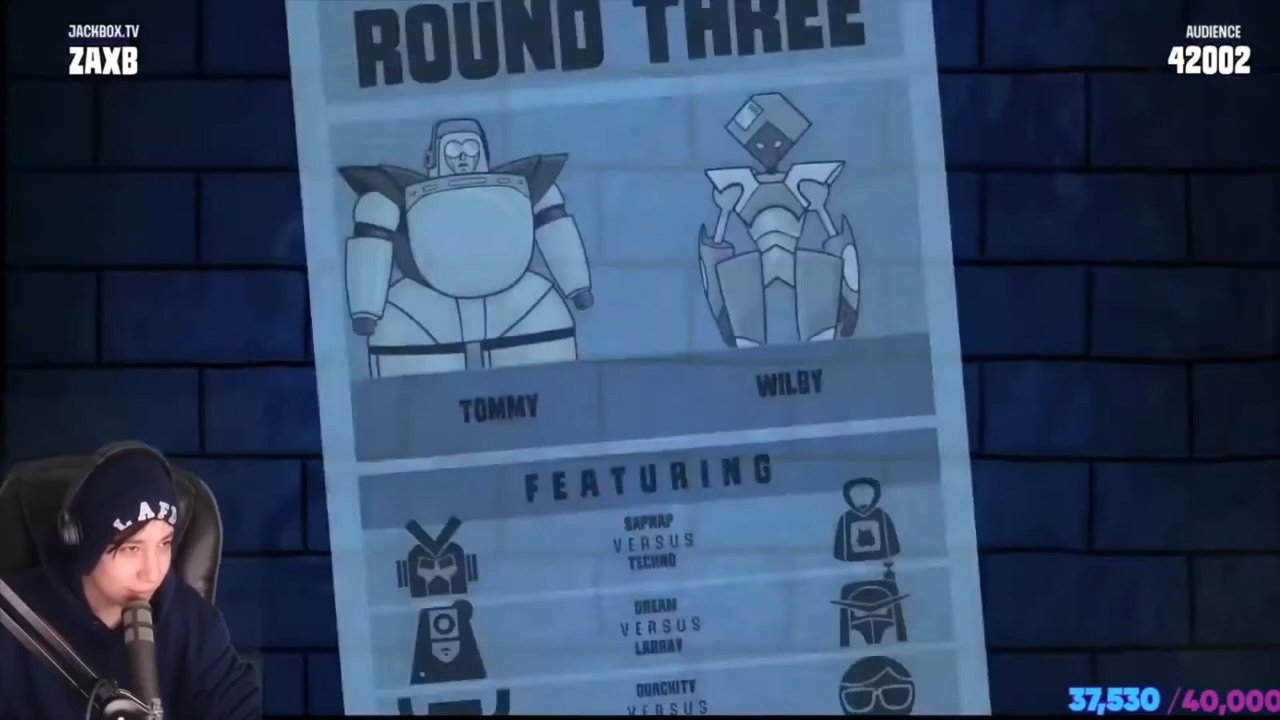 JACKBOX.TV
ZAXB
AUDIENCE
42002
ROUND THREE
TOMMY
WILBY
FEATURING
SAPNAP
VERSUS
TECHNO
DREAM
VERSUS
LARRAY
QUACKITY
VERSUS
LAFD
37,530 /40,000